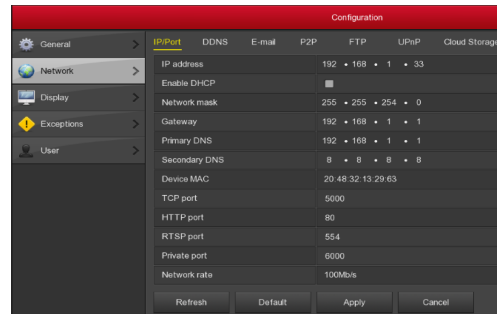 Configuration
General
Network
Display
Exceptions
User
IP/Port DDNS E-mail P2P FTP UPnP Cloud Storage
IP address 192 • 168 • 1 • 33
Enable DHCP
Network mask 255 • 255 • 254 • 0
Gateway 192 • 168 • 1 • 1
Primary DNS 192 • 168 • 1 • 1
Secondary DNS 8 • 8 • 8 • 8
Device MAC 20:48:32:13:29:63
TCP port 5000
HTTP port 80
RTSP port 554
Private port 6000
Network rate 100Mb/s
Refresh Default Apply Cancel